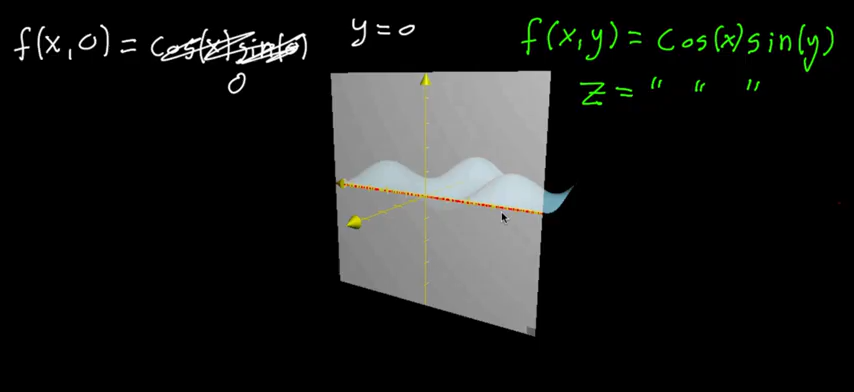 f(x,0) = cos(x)sin(0)
0
y=0
f(x,y) = cos(x)sin(y)
z = " " "